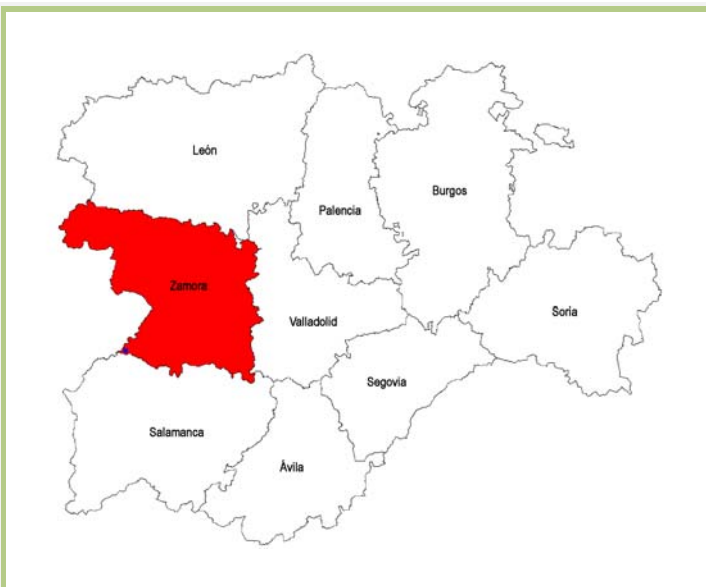 León
Burgos
Palencia
Zamora
Soria
Valladolid
Segovia
Salamanca
Ávila